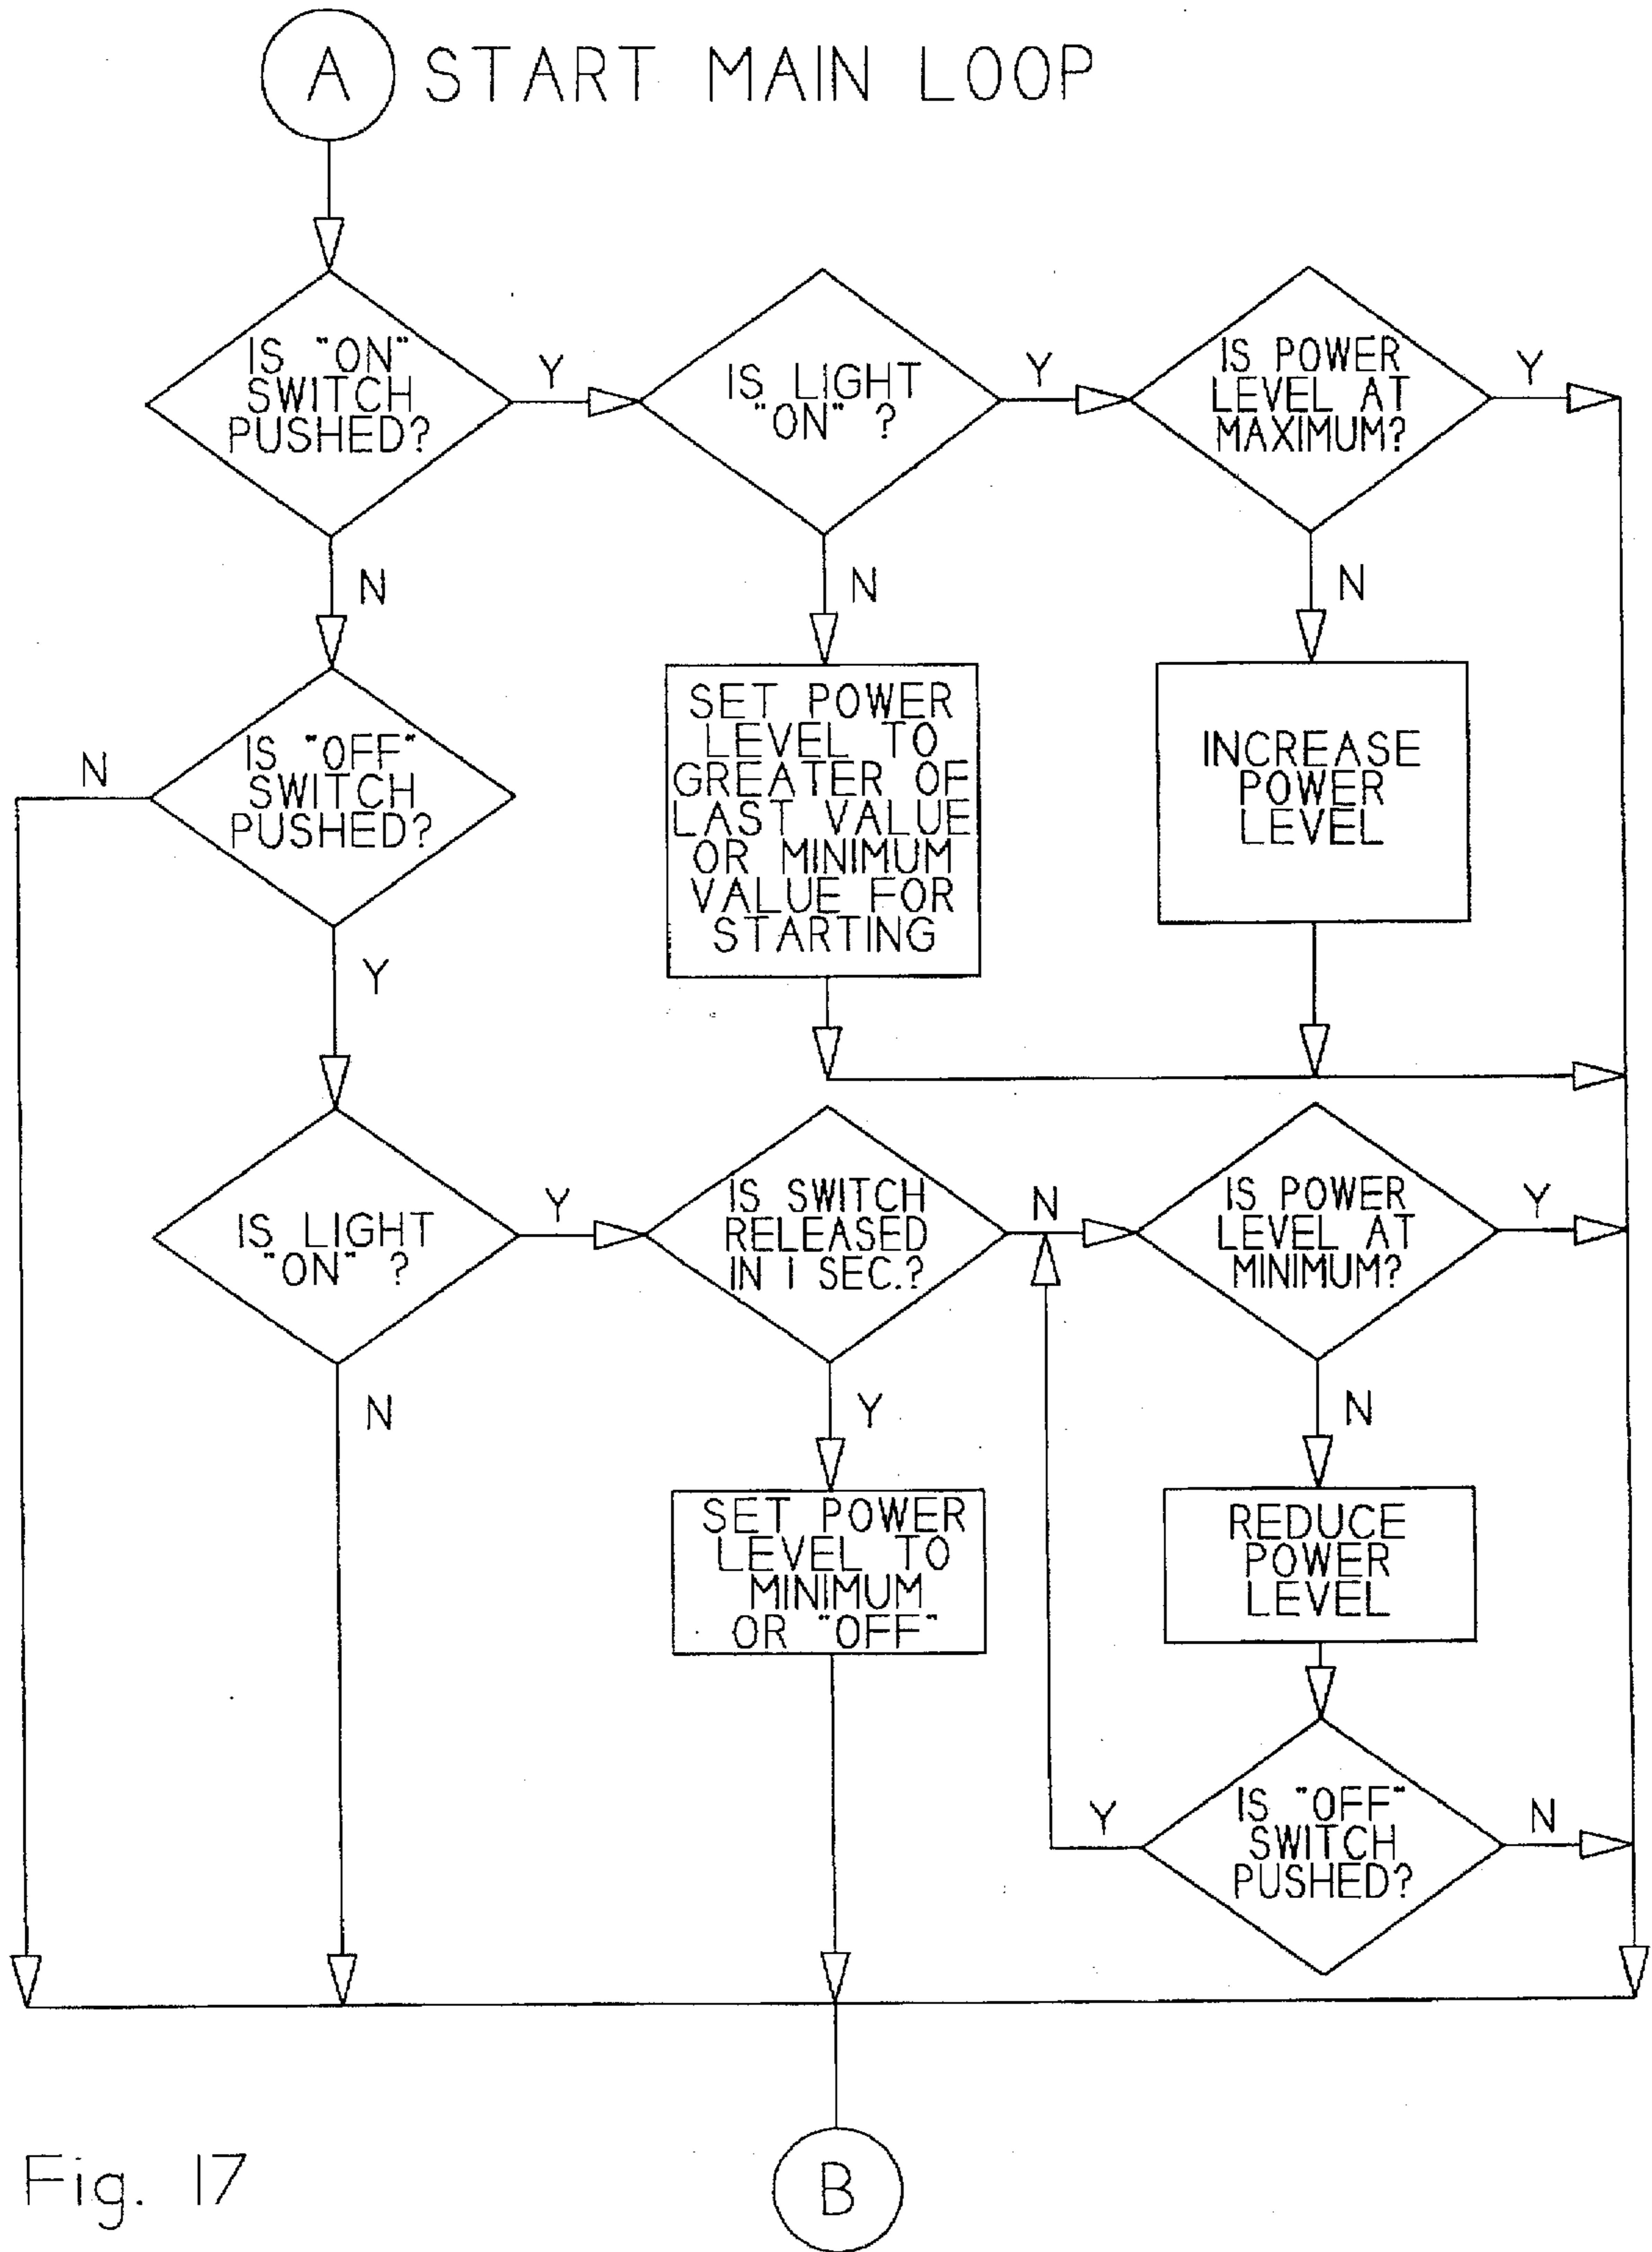 A START MAIN LOOP
IS "ON"
SWITCH
PUSHED?
Y
IS LIGHT
"ON" ?
Y
IS POWER
LEVEL AT
MAXIMUM?
Y
N
N
N
SET POWER
LEVEL TO
GREATER OF
LAST VALUE
OR MINIMUM
VALUE FOR
STARTING
INCREASE
POWER
LEVEL
N
IS "OFF"
SWITCH
PUSHED?
Y
IS LIGHT
"ON" ?
Y
IS SWITCH
RELEASED
IN 1 SEC.?
N
IS POWER
LEVEL AT
MINIMUM?
Y
N
Y
N
SET POWER
LEVEL TO
MINIMUM
OR "OFF"
REDUCE
POWER
LEVEL
Y
IS "OFF"
SWITCH
PUSHED?
N
Fig. 17
B